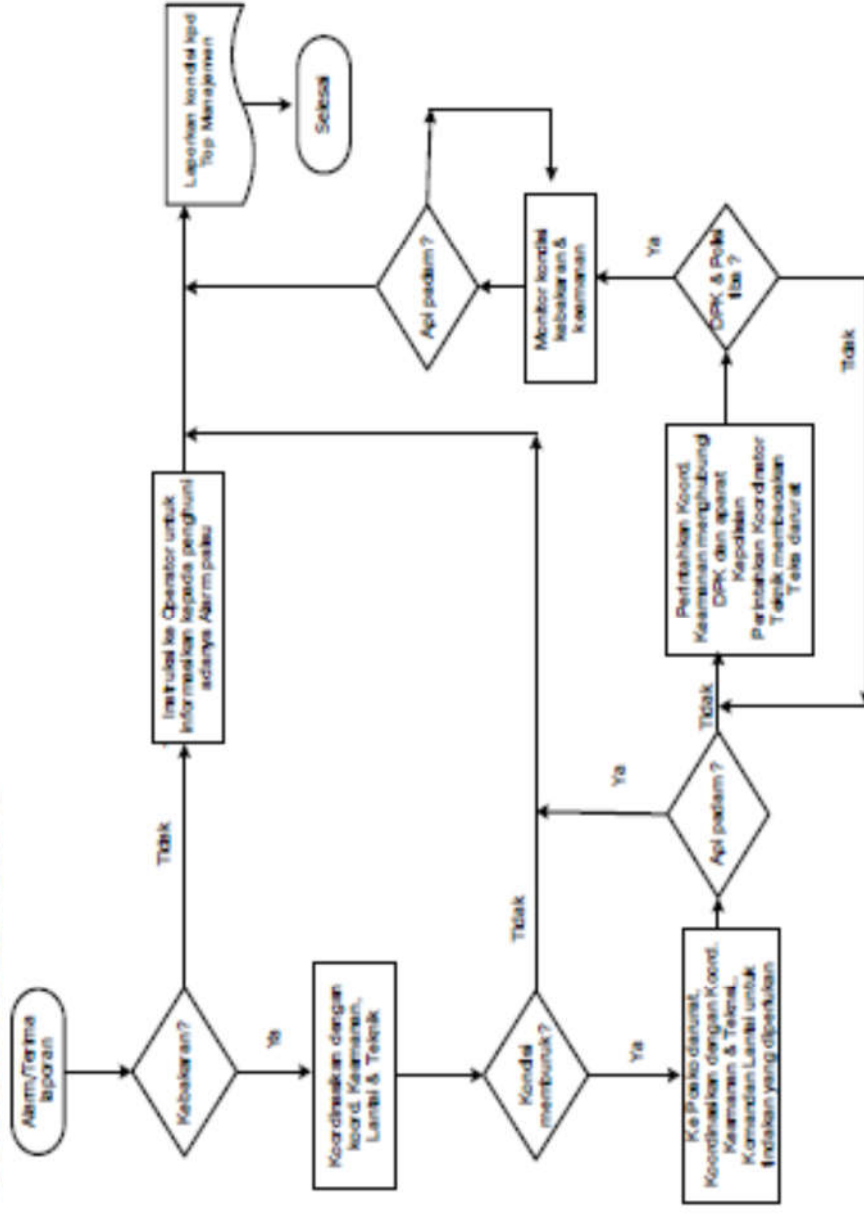 Alarm/Terima
laporan
Kebakaran?
Tidak
Instruksi ke Operator untuk
informasikan kepada penghuni
adanya Alarm palsu
Laporkan kondisi kpd
Top Manajemen
Selesai
Ya
Koordinasikan dengan
koord. Keamanan,
Lantai & Teknik
Kondisi
memburuk?
Tidak
Ya
Ke Posko darurat,
Koordinasikan dengan Koord.
Keamanan & Teknisi,
Komandan Lantai untuk
tindakan yang diperlukan
Api padam?
Ya
Tidak
Perintahkan Koord.
Keamanan menghubungi
DPK dan aparat
Kepolisian
Perintahkan Koordinator
Teknik membacakan
Teks darurat
DPK & Polisi
tiba ?
Ya
Tidak
Monitor kondisi
kebakaran &
keamanan
Api padam?